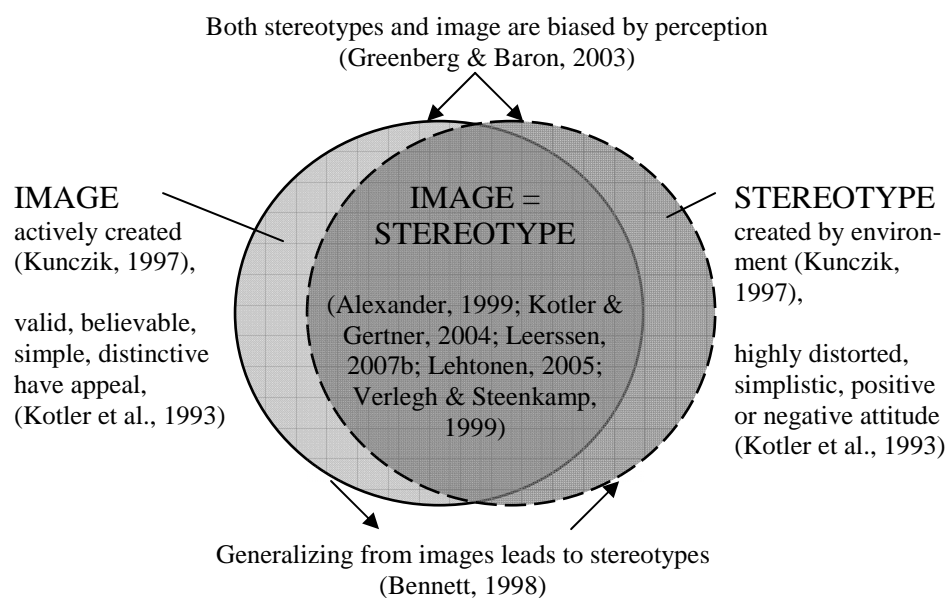 Both stereotypes and image are biased by perception
(Greenberg & Baron, 2003)
IMAGE
actively created
(Kunczik, 1997),
valid, believable,
simple, distinctive
have appeal,
(Kotler et al., 1993)
IMAGE =
STEREOTYPE
(Alexander, 1999; Kotler &
Gertner, 2004; Leerssen,
2007b; Lehtonen, 2005;
Verlegh & Steenkamp,
1999)
STEREOTYPE
created by environ-
ment (Kunczik,
1997),
highly distorted,
simplistic, positive
or negative attitude
(Kotler et al., 1993)
Generalizing from images leads to stereotypes
(Bennett, 1998)